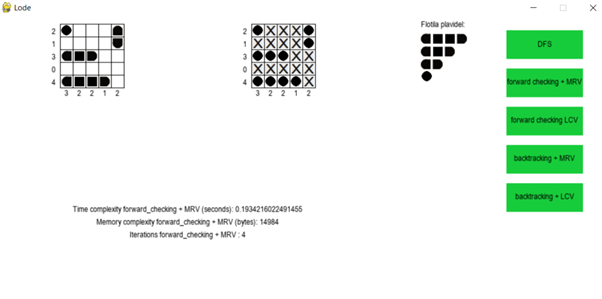 Lode
2
1
3
0
4
3 2 2 1 2
2 X X X
1 X X X X
3 X X
0 X X X X X
4 X
3 2 2 1 2
Flotila plavidel:
DFS
forward checking + MRV
forward checking LCV
backtracking + MRV
backtracking + LCV
Time complexity forward_checking + MRV (seconds): 0.1934216022491455
Memory complexity forward_checking + MRV (bytes): 14984
Iterations forward_checking + MRV : 4